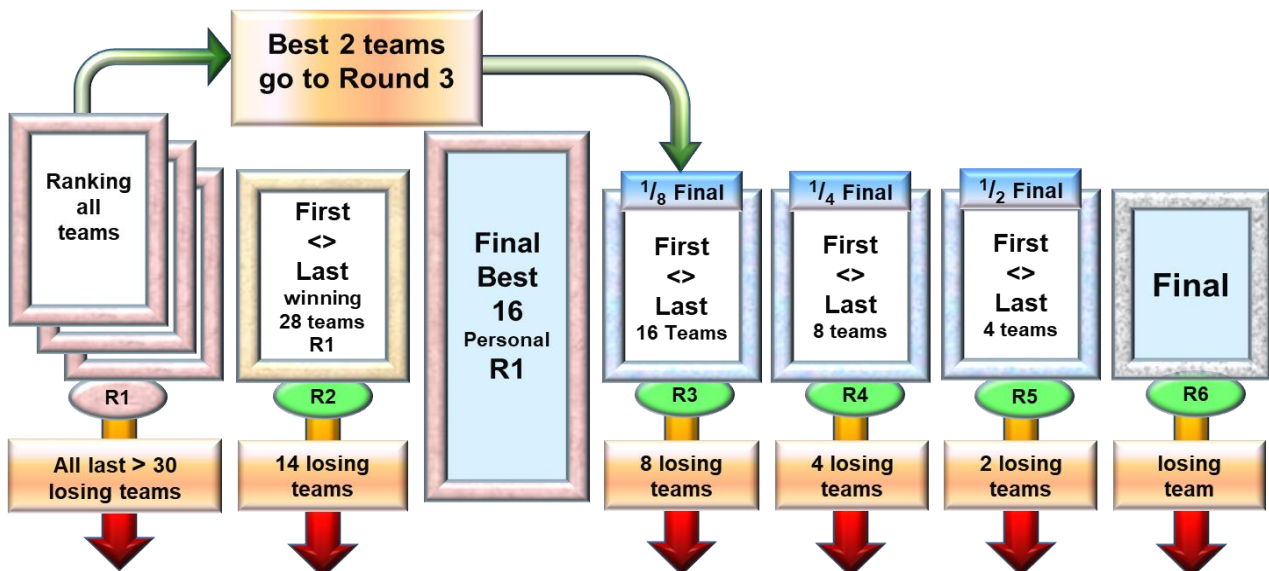 Best 2 teams
go to Round 3
Ranking
all
teams
R1
All last > 30
losing teams
First
<>
Last
winning
28 teams
R1
R2
14 losing
teams
Final
Best
16
Personal
R1
1/8 Final
First
<>
Last
16 Teams
R3
8 losing
teams
1/4 Final
First
<>
Last
8 teams
R4
4 losing
teams
1/2 Final
First
<>
Last
4 teams
R5
2 losing
teams
Final
R6
losing
team